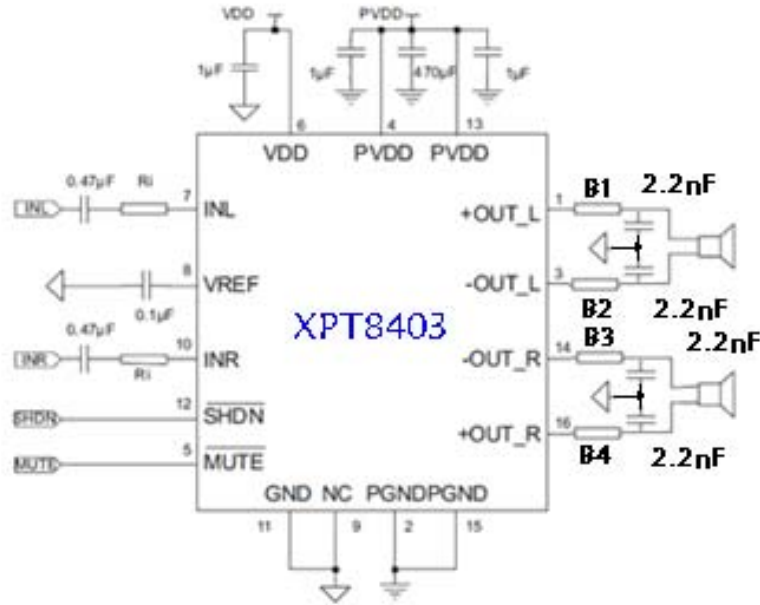 VDD PVDD
1μF 1μF 470μF 1μF
6 4 13
VDD PVDD PVDD
0.47μF Ri B1 2.2nF
INL 7 INL +OUT_L 1
8 VREF -OUT_L 3
0.1μF B2 2.2nF
XPT8403
0.47μF B3 2.2nF
INR 10 INR -OUT_R 14
Ri
SHDN 12 SHDN +OUT_R 16
MUTE 5 MUTE B4 2.2nF
GND NC PGND PGND
11 9 2 15